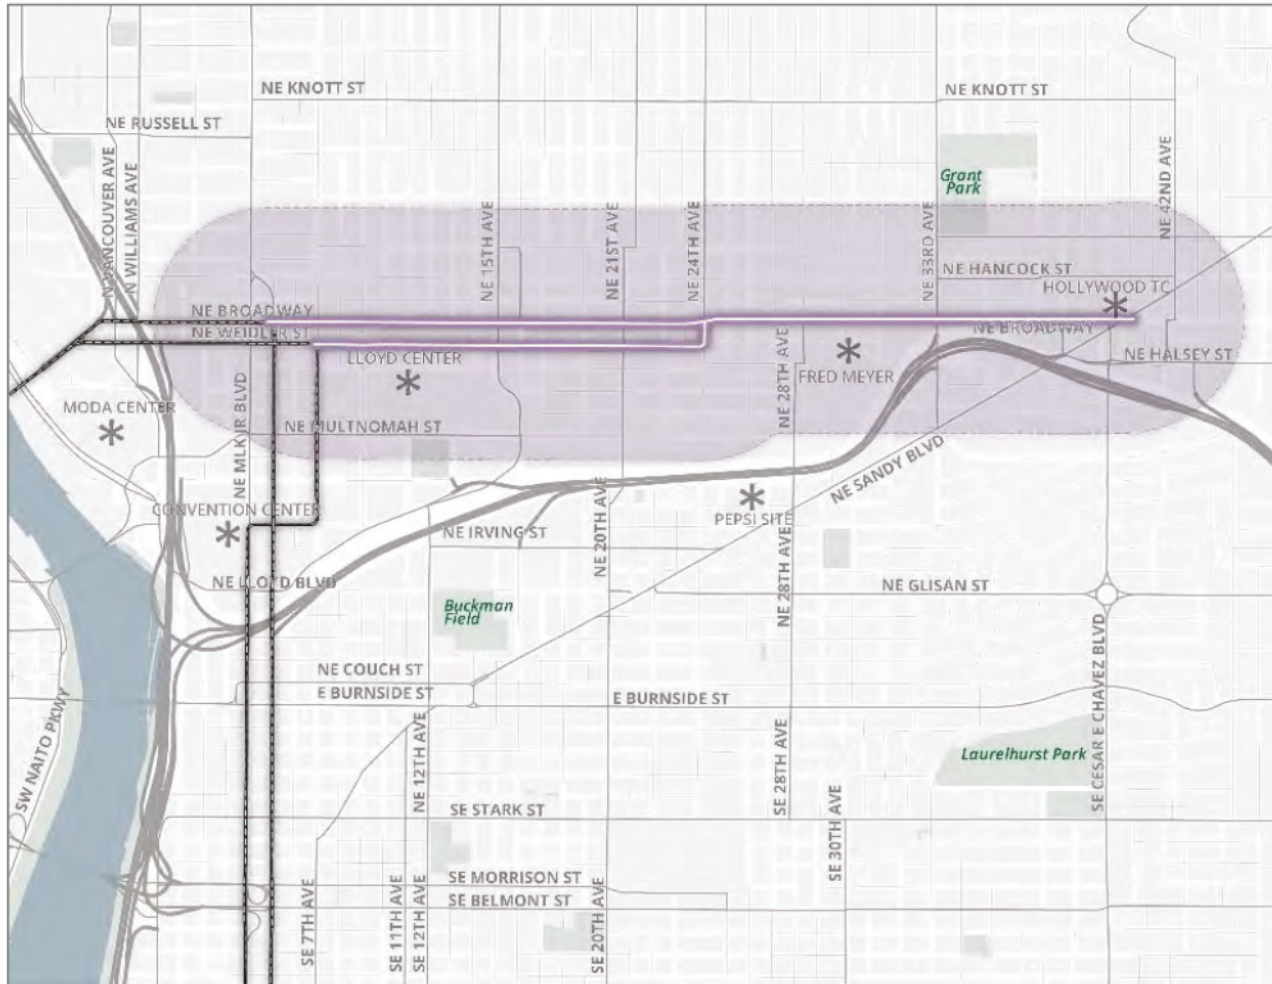 NE KNOTT ST
NE KNOTT ST
NE RUSSELL ST
N VANCOUVER AVE
N WILLIAMS AVE
NE 42ND AVE
Grant
Park
NE 15TH AVE
NE 21ST AVE
NE 24TH AVE
NE 33RD AVE
NE HANCOCK ST
HOLLYWOOD TC
NE BROADWAY
NE BROADWAY
NE WEIDLER ST
LLOYD CENTER
NE 28TH AVE
FRED MEYER
NE HALSEY ST
MODA CENTER
NE MLK JR BLVD
NE MULTNOMAH ST
NE SANDY BLVD
CONVENTION CENTER
NE IRVING ST
NE 20TH AVE
PEPSI SITE
NE 28TH AVE
NE LLOYD BLVD
NE GLISAN ST
Buckman
Field
NE COUCH ST
E BURNSIDE ST
E BURNSIDE ST
SW NAITO PKWY
NE 12TH AVE
SE 28TH AVE
Laurelhurst Park
SE CESAR E CHAVEZ BLVD
SE STARK ST
SE 30TH AVE
SE MORRISON ST
SE BELMONT ST
SE 7TH AVE
SE 11TH AVE
SE 12TH AVE
SE 20TH AVE